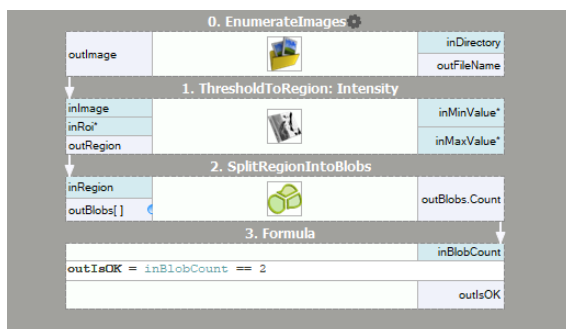 0. EnumerateImages
outImage
inDirectory
outFileName
1. ThresholdToRegion: Intensity
inImage
inRoi*
outRegion
inMinValue*
inMaxValue*
2. SplitRegionIntoBlobs
inRegion
outBlobs[ ]
outBlobs.Count
3. Formula
inBlobCount
outIsOK = inBlobCount == 2
outIsOK